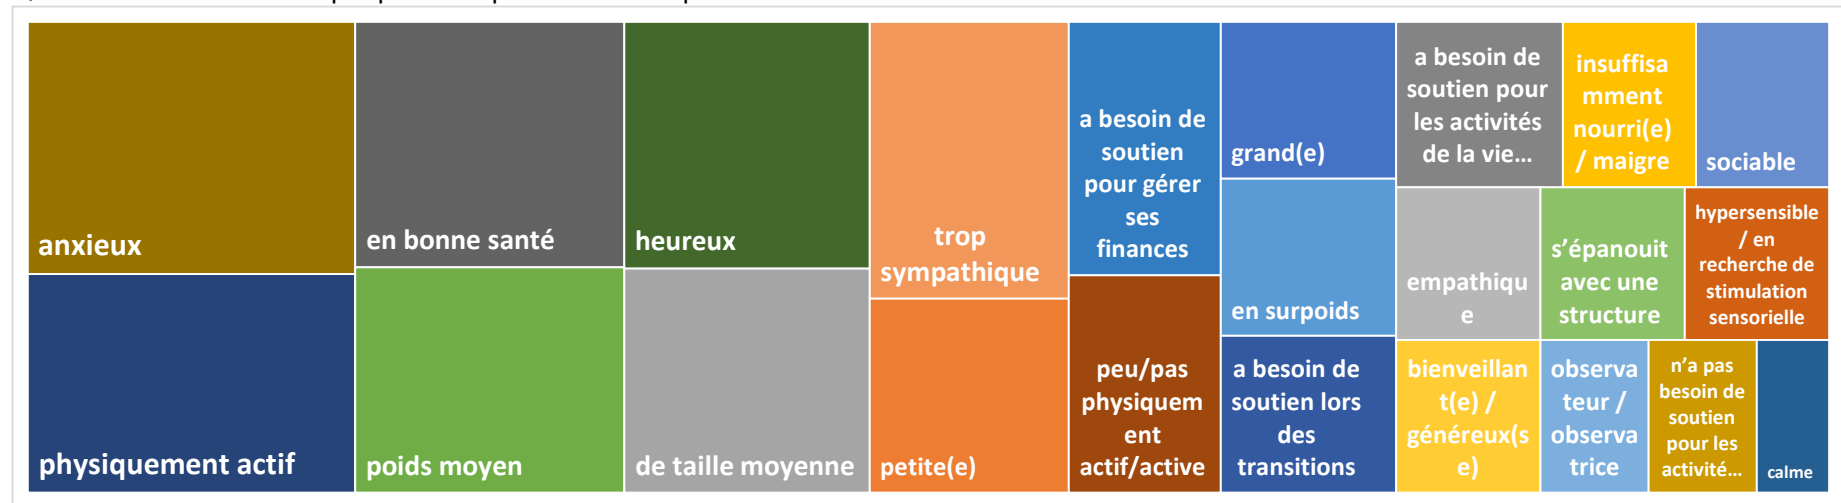 anxieux
physiquement actif
en bonne santé
poids moyen
heureux
de taille moyenne
trop
sympathique
petite(e)
a besoin de
soutien
pour gérer
ses
finances
peu/pas
physiquem
ent
actif/active
grand(e)
en surpoids
a besoin de
soutien lors
des
transitions
a besoin de
soutien pour
les activités
de la vie…
insuffisa
mment
nourri(e)
/ maigre
sociable
empathiqu
e
s’épanouit
avec une
structure
hypersensible
/ en
recherche de
stimulation
sensorielle
bienveillan
t(e) /
généreux(s
e)
observa
teur /
observa
trice
n’a pas
besoin de
soutien
pour les
activité…
calme